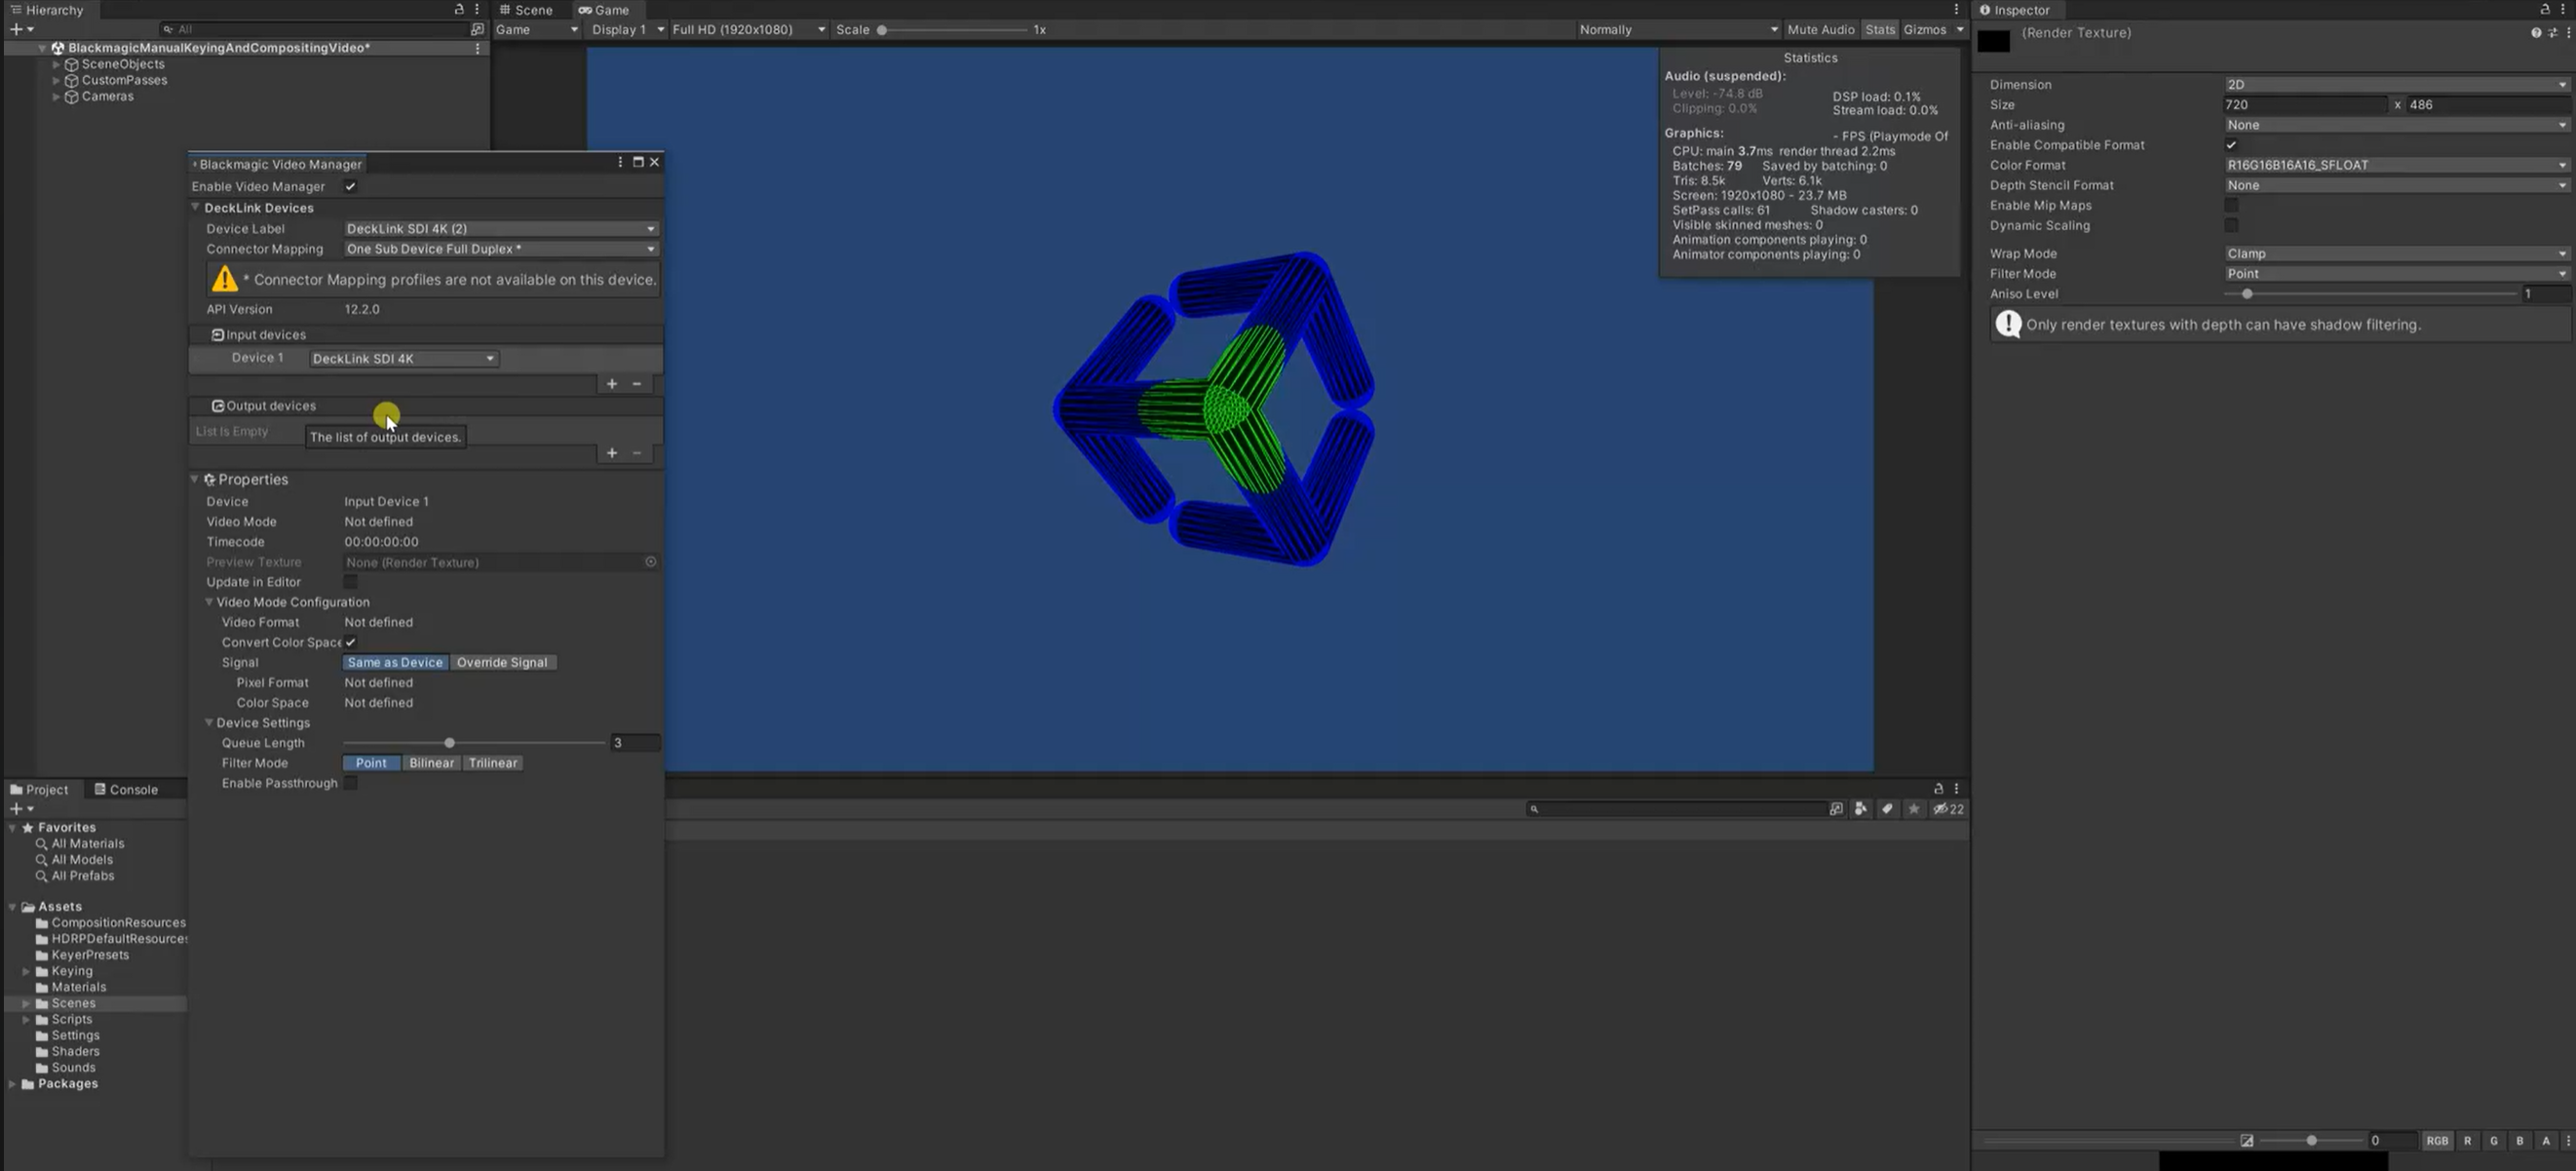 Hierarchy
All
BlackmagicManualKeyingAndCompositingVideo*
SceneObjects
CustomPasses
Cameras
Scene
Game
Game
Display 1
Full HD (1920x1080)
Scale
1x
Normally
Mute Audio
Stats
Gizmos
Statistics
Audio (suspended):
Level: -74.8 dB
DSP load: 0.1%
Clipping: 0.0%
Stream load: 0.0%
Graphics:
- FPS (Playmode Of
CPU: main 3.7ms render thread 2.2ms
Batches: 79 Saved by batching: 0
Tris: 8.5k Verts: 6.1k
Screen: 1920x1080 - 23.7 MB
SetPass calls: 61 Shadow casters: 0
Visible skinned meshes: 0
Animation components playing: 0
Animator components playing: 0
Blackmagic Video Manager
Enable Video Manager
DeckLink Devices
Device Label DeckLink SDI 4K (2)
Connector Mapping One Sub Device Full Duplex *
* Connector Mapping profiles are not available on this device.
API Version 12.2.0
Input devices
Device 1 DeckLink SDI 4K
+ -
Output devices
List Is Empty
The list of output devices.
+ -
Properties
Device Input Device 1
Video Mode Not defined
Timecode 00:00:00:00
Preview Texture None (Render Texture)
Update in Editor
Video Mode Configuration
Video Format Not defined
Convert Color Space
Signal Same as Device Override Signal
Pixel Format Not defined
Color Space Not defined
Device Settings
Queue Length 3
Filter Mode Point Bilinear Trilinear
Enable Passthrough
Project
Console
22
Favorites
All Materials
All Models
All Prefabs
Assets
CompositionResources
HDRPDefaultResources
KeyerPresets
Keying
Materials
Scenes
Scripts
Settings
Shaders
Sounds
Packages
Inspector
(Render Texture)
Dimension 2D
Size 720 x 486
Anti-aliasing None
Enable Compatible Format
Color Format R16G16B16A16_SFLOAT
Depth Stencil Format None
Enable Mip Maps
Dynamic Scaling
Wrap Mode Clamp
Filter Mode Point
Aniso Level 1
Only render textures with depth can have shadow filtering.
0 RGB R G B A